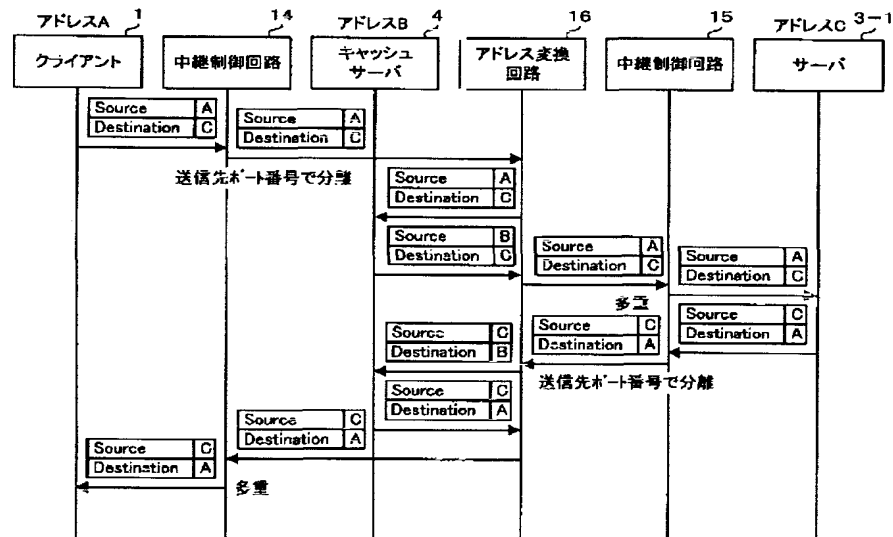 アドレスA
1
14
アドレスB
4
16
15
アドレスC
3-1
クライアント
中継制御回路
キャッシュ
サーバ
アドレス変換
回路
中継制御回路
サーバ
Source A
Destination C
Source A
Destination C
送信先ポート番号で分離
Source A
Destination C
Source B
Destination C
Source A
Destination C
多重
Source A
Destination C
Source C
Destination A
Source C
Destination A
送信先ポート番号で分離
Source C
Destination B
Source C
Destination A
Source C
Destination A
Source C
Destination A
多重